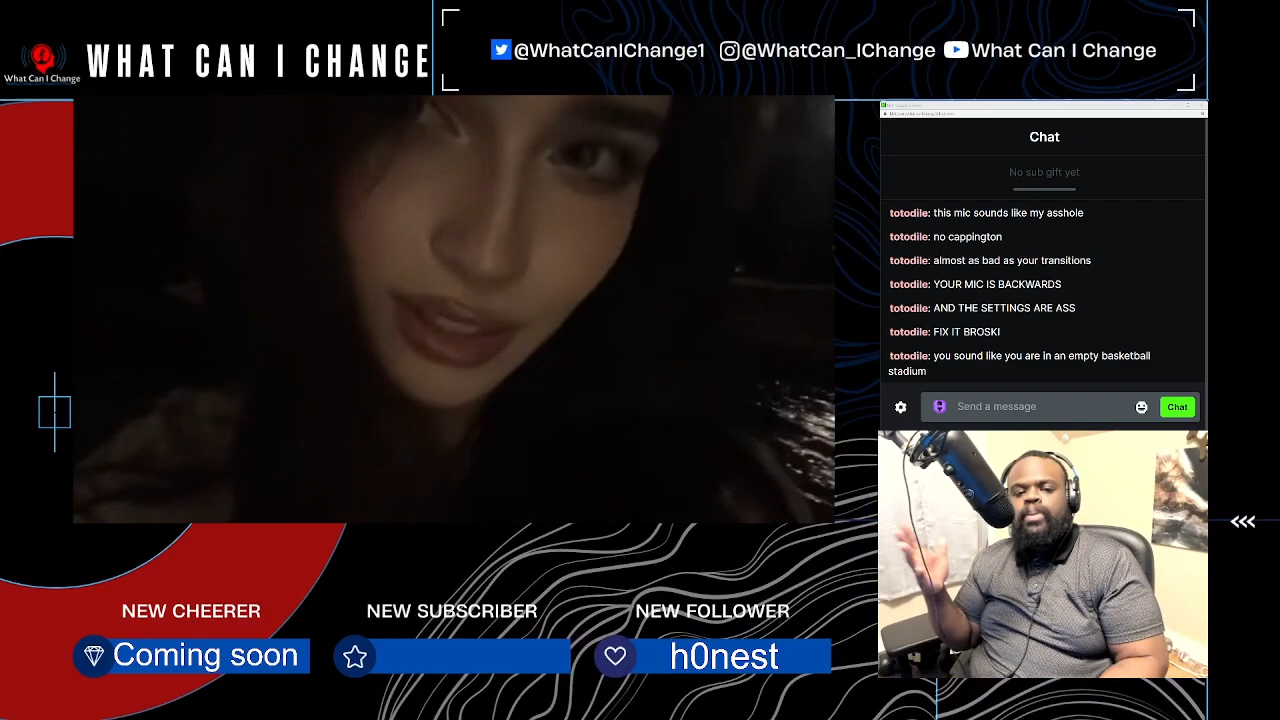 What Can I Change
WHAT CAN I CHANGE
@WhatCanIChange1 @WhatCan_IChange What Can I Change
Chat
No sub gift yet
totodile: this mic sounds like my asshole
totodile: no cappington
totodile: almost as bad as your transitions
totodile: YOUR MIC IS BACKWARDS
totodile: AND THE SETTINGS ARE ASS
totodile: FIX IT BROSKI
totodile: you sound like you are in an empty basketball
stadium
Send a message
Chat
NEW CHEERER
NEW SUBSCRIBER
NEW FOLLOWER
Coming soon
h0nest